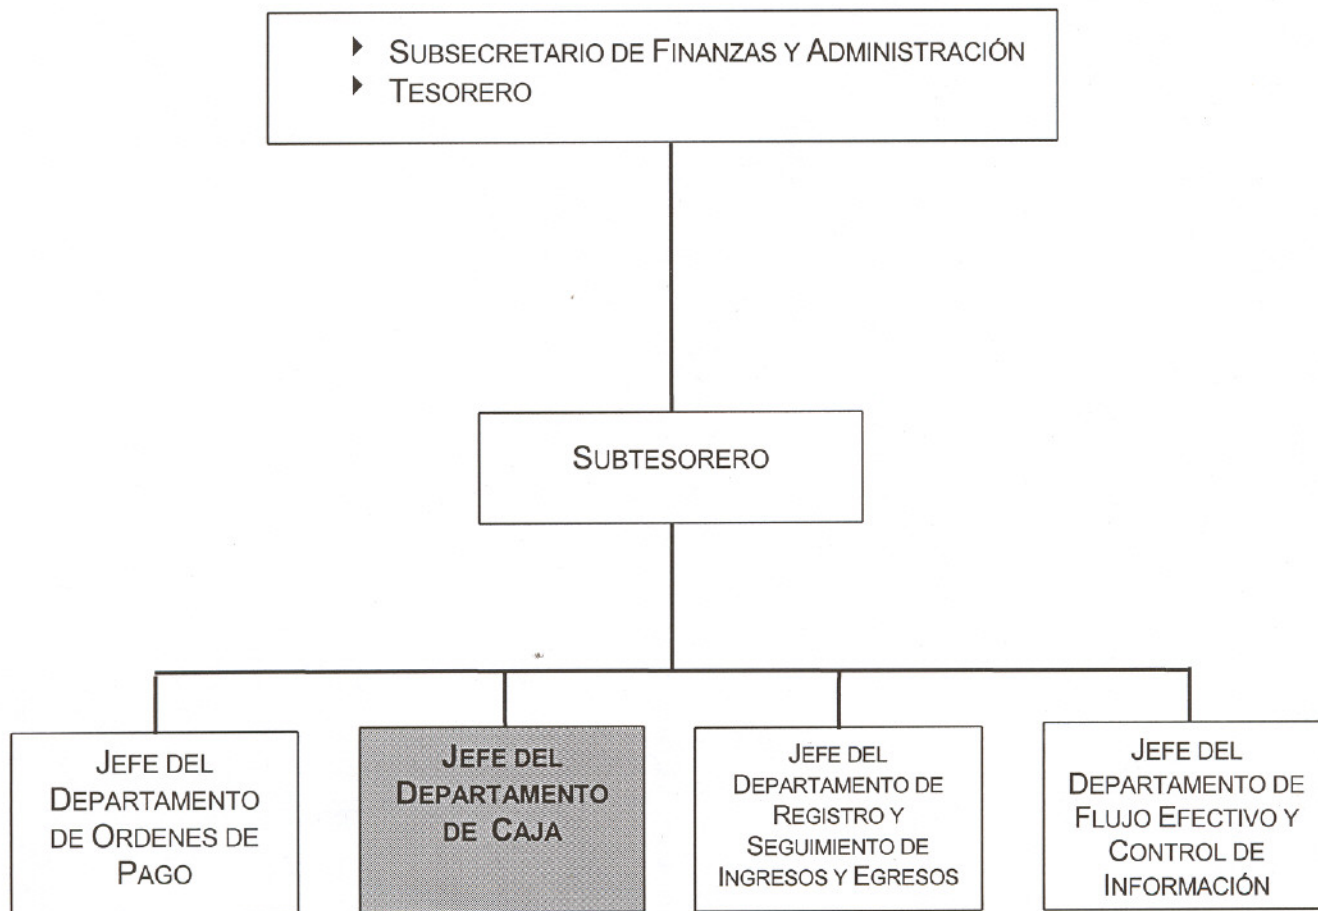 SUBSECRETARIO DE FINANZAS Y ADMINISTRACIÓN
TESORERO
SUBTESORERO
JEFE DEL
DEPARTAMENTO
DE ORDENES DE
PAGO
JEFE DEL
DEPARTAMENTO
DE CAJA
JEFE DEL
DEPARTAMENTO DE
REGISTRO Y
SEGUIMIENTO DE
INGRESOS Y EGRESOS
JEFE DEL
DEPARTAMENTO DE
FLUJO EFECTIVO Y
CONTROL DE
INFORMACIÓN